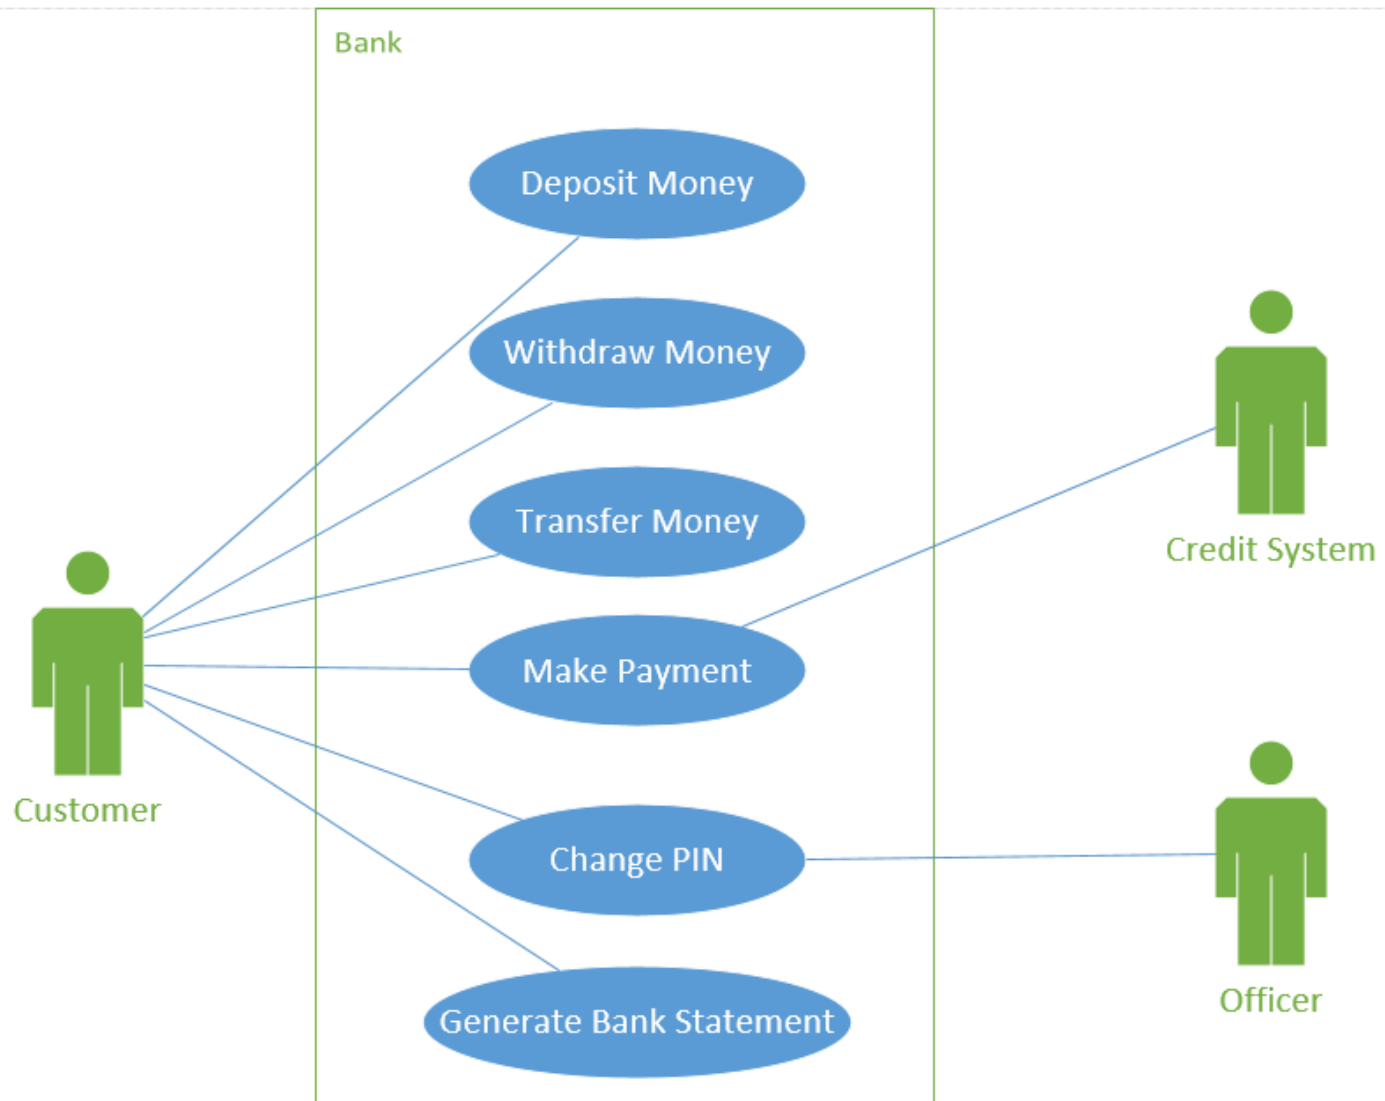 Bank
Deposit Money
Withdraw Money
Transfer Money
Make Payment
Change PIN
Generate Bank Statement
Customer
Credit System
Officer